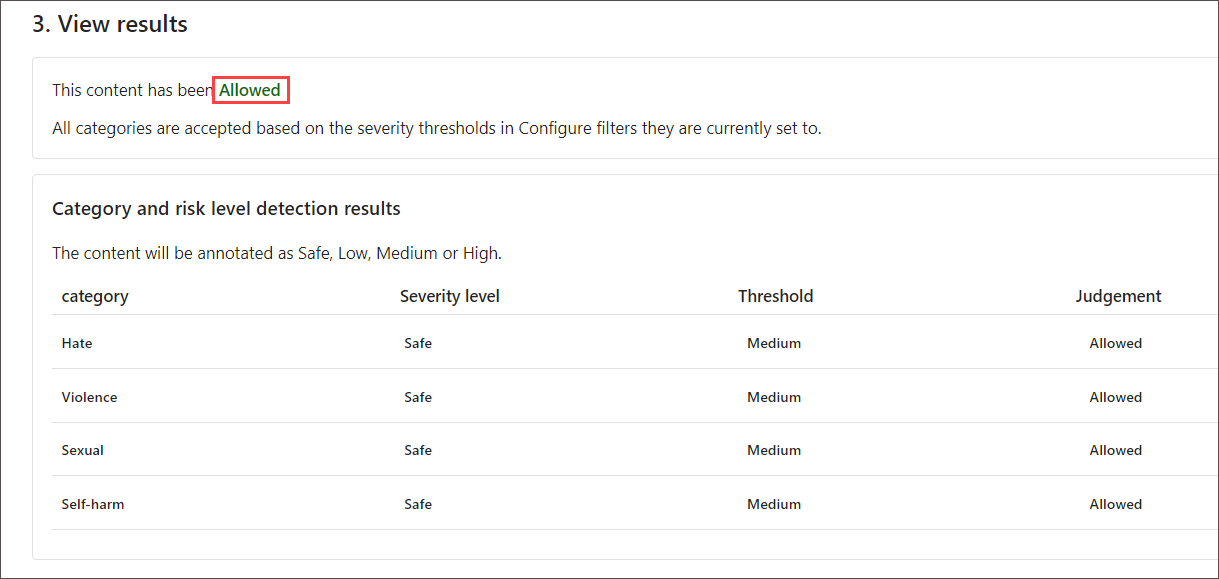 3. View results
This content has been Allowed
All categories are accepted based on the severity thresholds in Configure filters they are currently set to.
Category and risk level detection results
The content will be annotated as Safe, Low, Medium or High.
category Severity level Threshold Judgement
Hate Safe Medium Allowed
Violence Safe Medium Allowed
Sexual Safe Medium Allowed
Self-harm Safe Medium Allowed